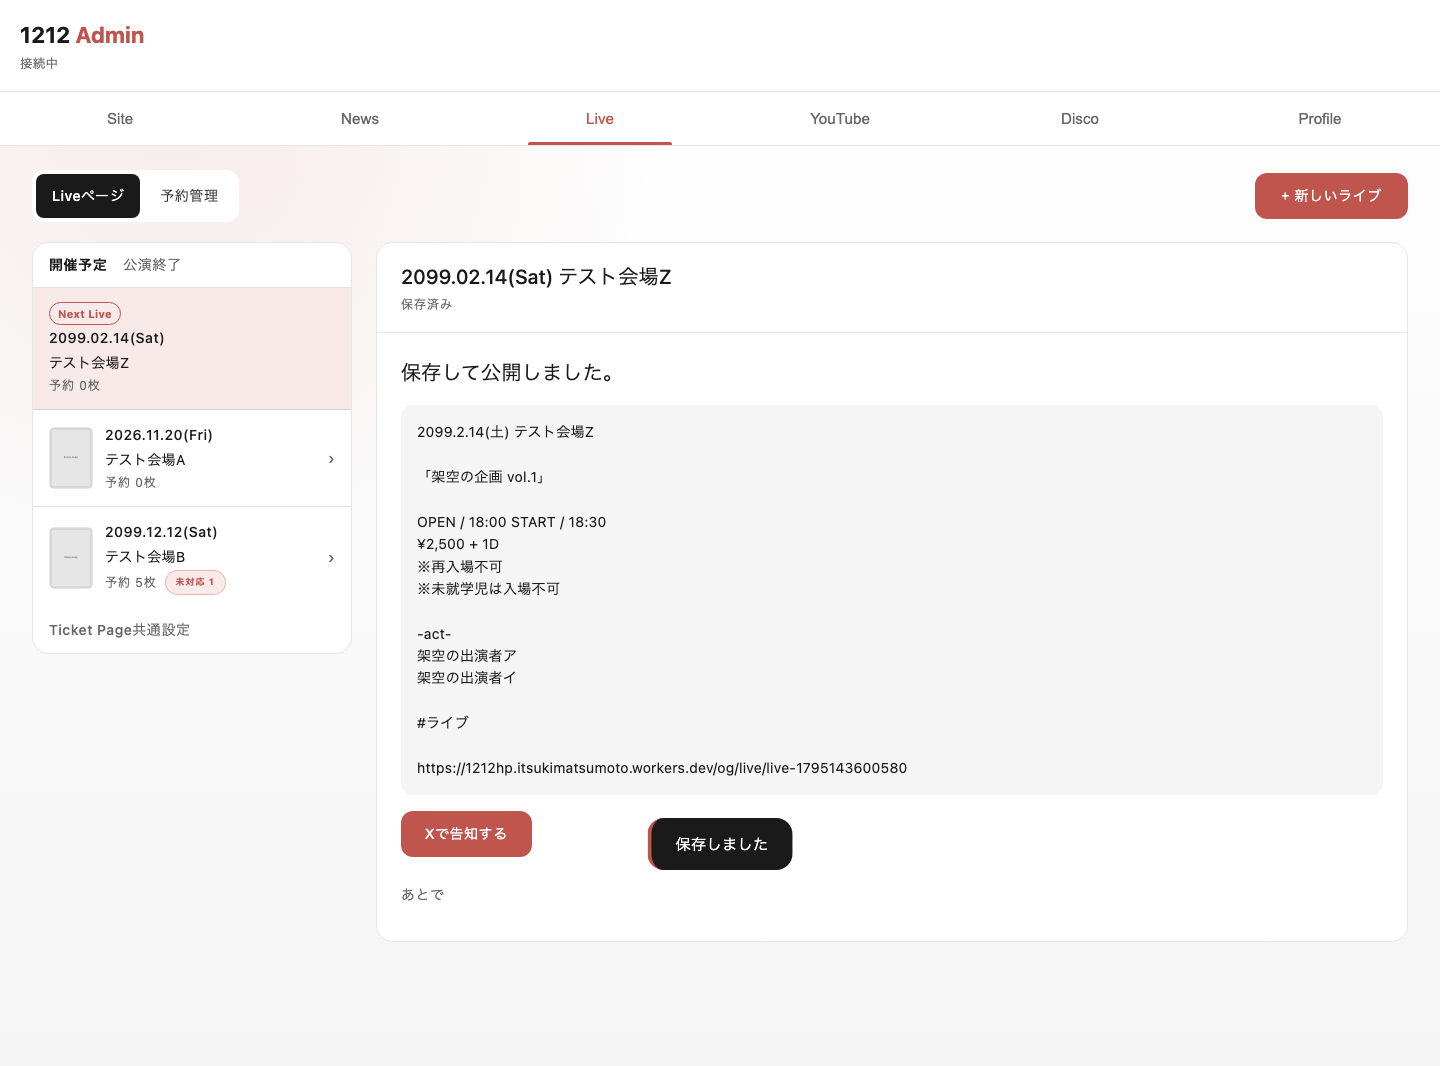 1212 Admin
接続中
Site
News
Live
YouTube
Disco
Profile
Liveページ
予約管理
+ 新しいライブ
開催予定
公演終了
Next Live
2099.02.14(Sat)
テスト会場Z
予約 0枚
2026.11.20(Fri)
テスト会場A
予約 0枚
›
2099.12.12(Sat)
テスト会場B
予約 5枚
未対応 1
›
Ticket Page共通設定
2099.02.14(Sat) テスト会場Z
保存済み
保存して公開しました。
2099.2.14(土) テスト会場Z
「架空の企画 vol.1」
OPEN / 18:00 START / 18:30
¥2,500 + 1D
※再入場不可
※未就学児は入場不可
-act-
架空の出演者ア
架空の出演者イ
#ライブ
https://1212hp.itsukimatsumoto.workers.dev/og/live/live-1795143600580
Xで告知する
保存しました
あとで